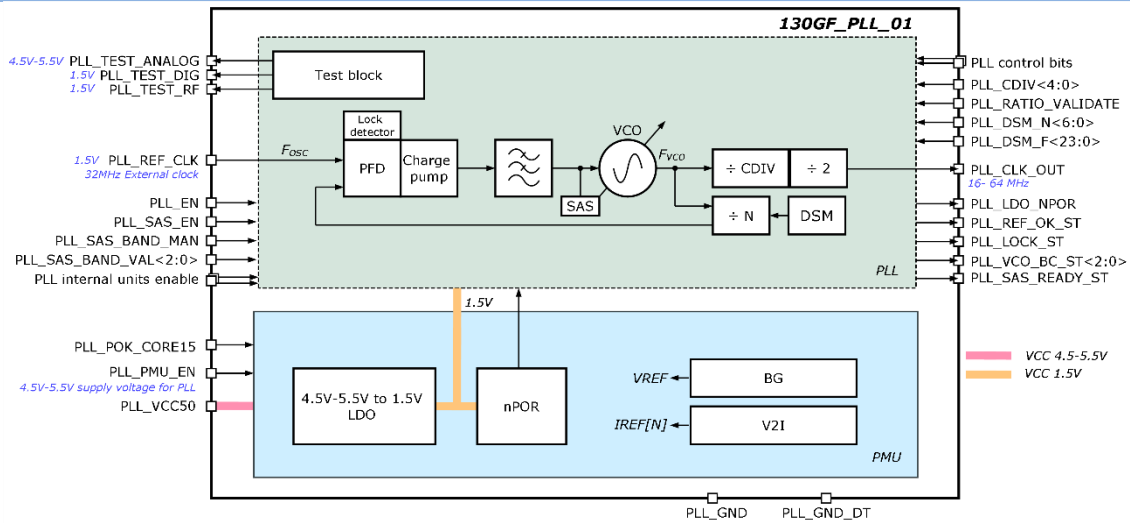 130GF_PLL_01
4.5V-5.5V PLL_TEST_ANALOG
1.5V PLL_TEST_DIG
1.5V PLL_TEST_RF
1.5V PLL_REF_CLK
32MHz External clock
PLL_EN
PLL_SAS_EN
PLL_SAS_BAND_MAN
PLL_SAS_BAND_VAL<2:0>
PLL internal units enable
PLL_POK_CORE15
PLL_PMU_EN
4.5V-5.5V supply voltage for PLL
PLL_VCC50
Test block
Lock
detector
FOSC
PFD
Charge
pump
SAS
VCO
FVCO
÷ CDIV
÷ 2
÷ N
DSM
PLL
1.5V
4.5V-5.5V to 1.5V
LDO
nPOR
VREF
BG
IREF[N]
V2I
PMU
PLL control bits
PLL_CDIV<4:0>
PLL_RATIO_VALIDATE
PLL_DSM_N<6:0>
PLL_DSM_F<23:0>
PLL_CLK_OUT
16- 64 MHz
PLL_LDO_NPOR
PLL_REF_OK_ST
PLL_LOCK_ST
PLL_VCO_BC_ST<2:0>
PLL_SAS_READY_ST
VCC 4.5-5.5V
VCC 1.5V
PLL_GND
PLL_GND_DT